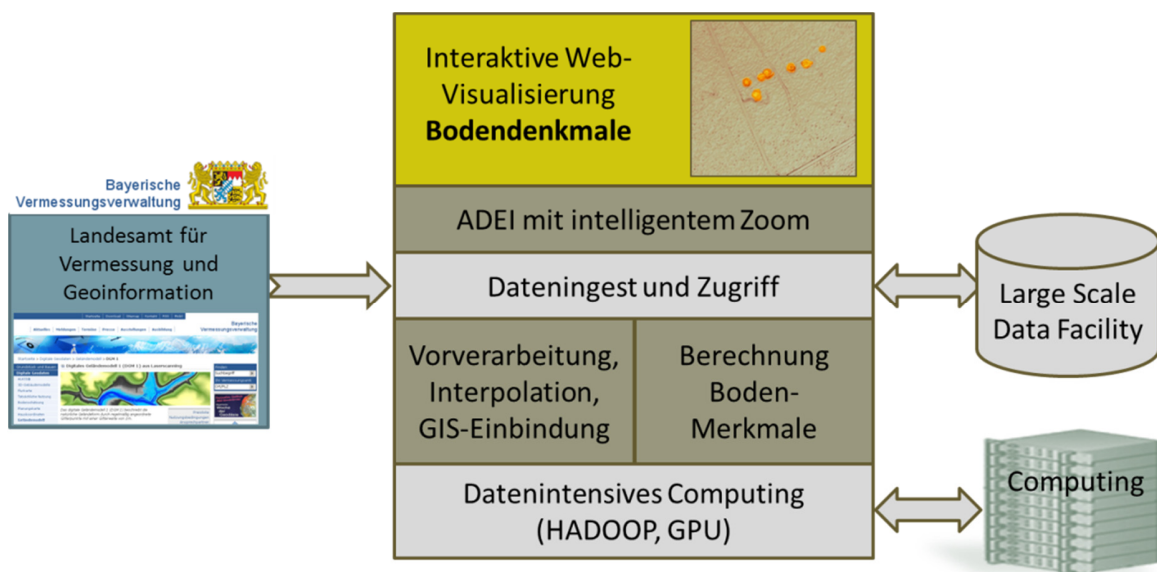 Interaktive Web-
Visualisierung
Bodendenkmale
Bayerische
Vermessungsverwaltung
Landesamt für
Vermessung und
Geoinformation
ADEI mit intelligentem Zoom
Dateningest und Zugriff
Large Scale
Data Facility
Vorverarbeitung,
Interpolation,
GIS-Einbindung
Berechnung
Boden-
Merkmale
Datenintensives Computing
(HADOOP, GPU)
Computing
Bayerische
Vermessungsverwaltung